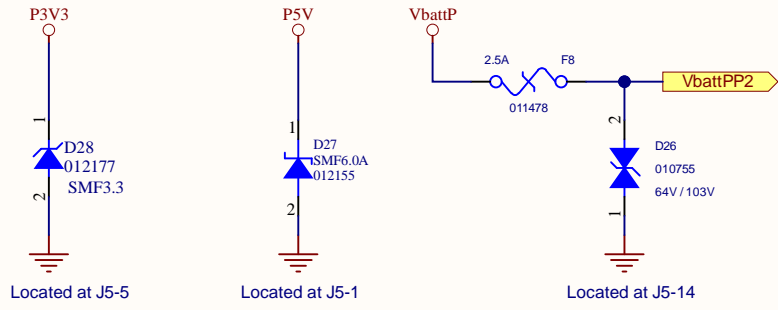 P3V3
1
D28
012177
SMF3.3
2
Located at J5-5
P5V
1
D27
SMF6.0A
012155
2
Located at J5-1
VbattP
2.5A
F8
011478
VbattPP2
2
D26
010755
64V / 103V
1
Located at J5-14